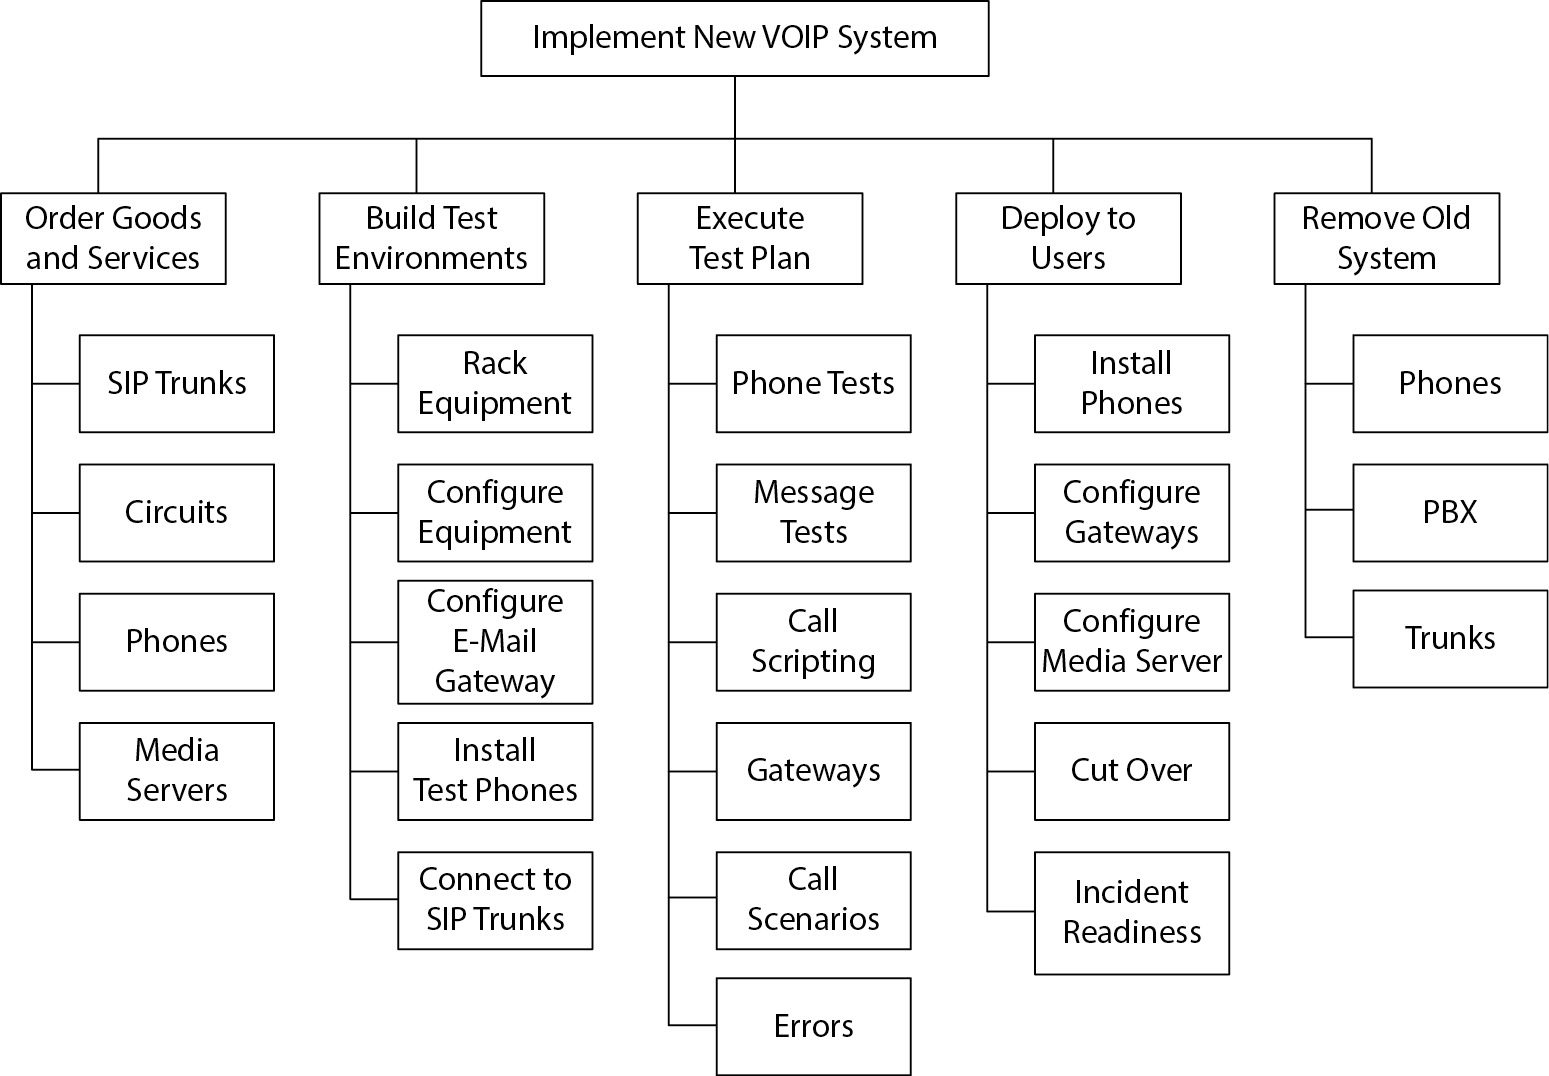 Implement New VOIP System
Order Goods
and Services
SIP Trunks
Circuits
Phones
Media
Servers
Build Test
Environments
Rack
Equipment
Configure
Equipment
Configure
E-Mail
Gateway
Install
Test Phones
Connect to
SIP Trunks
Execute
Test Plan
Phone Tests
Message
Tests
Call
Scripting
Gateways
Call
Scenarios
Errors
Deploy to
Users
Install
Phones
Configure
Gateways
Configure
Media Server
Cut Over
Incident
Readiness
Remove Old
System
Phones
PBX
Trunks